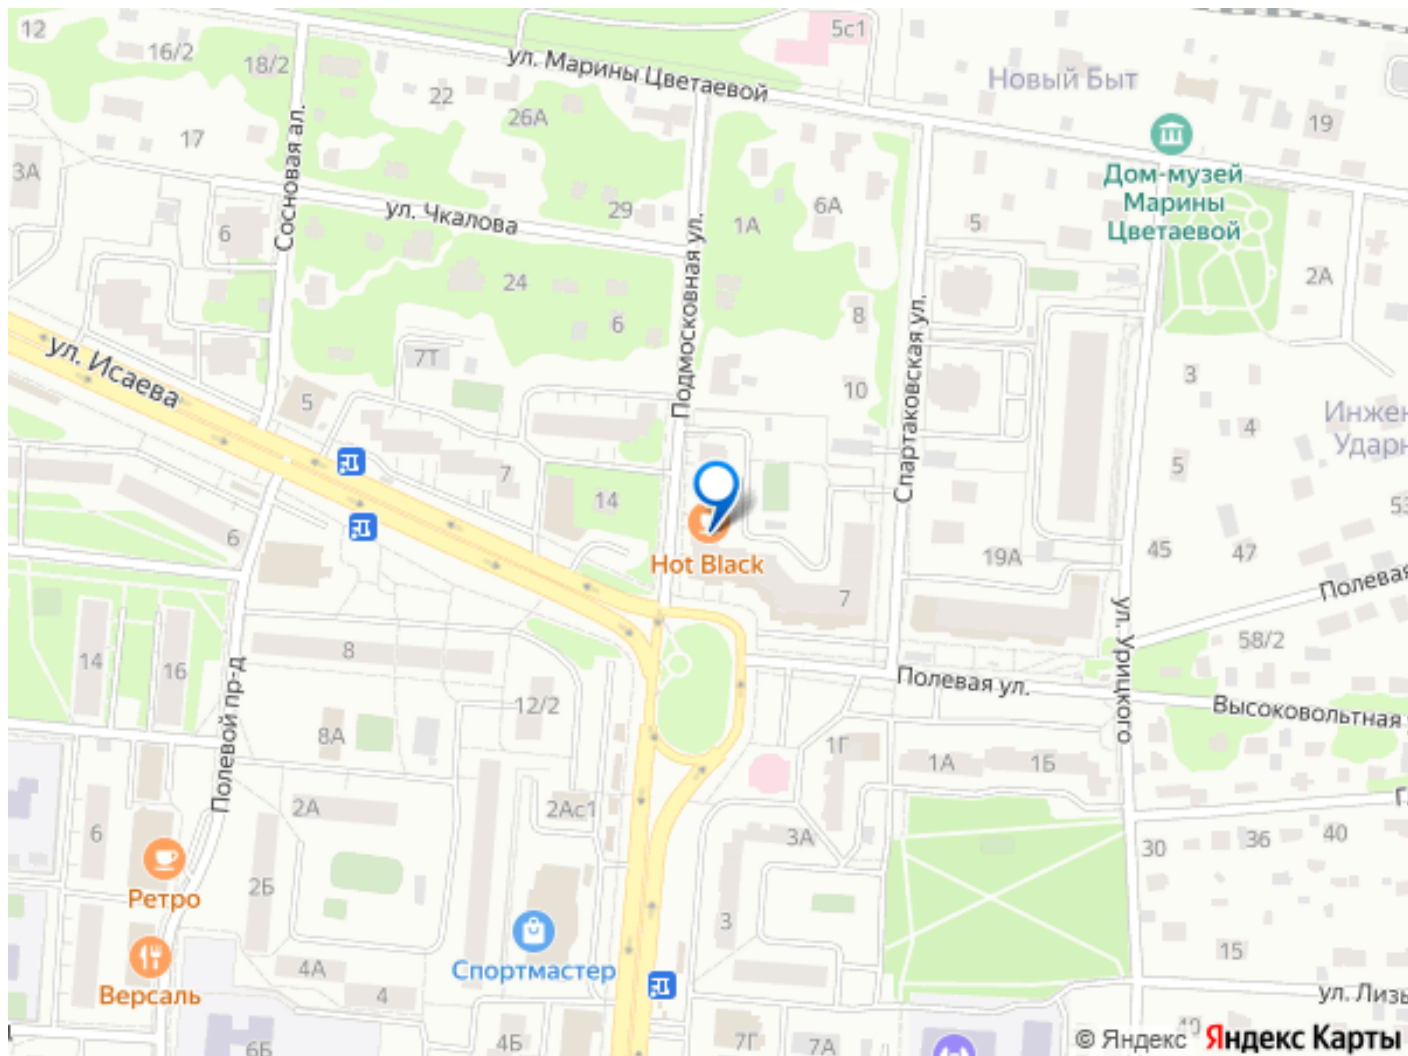 12
16/2
18/2
ул. Марины Цветаевой
5с1
Новый Быт
22
26А
19
17
Сосновая ал.
3А
Дом-музей
Марины
Цветаевой
6
ул. Чкалова
29
Подмосковная ул.
1А
6А
5
2А
24
6
8
Спартаковская ул.
ул. Исаева
7Т
5
10
3
4
Инжен
Ударн
7
14
5
53
6
Hot Black
7
19А
45
47
Полевая
ул. Урицкого
58/2
14
16
8
Полевой пр-д
12/2
Полевая ул.
Высоковольтная
8А
1Г
1А
1Б
2А
2Ас1
3А
6
30
36
40
Ретро
2Б
3
15
Спортмастер
4А
4
Версаль
ул. Лизы
6Б
4Б
7Г
7А
© Яндекс Яндекс Карты